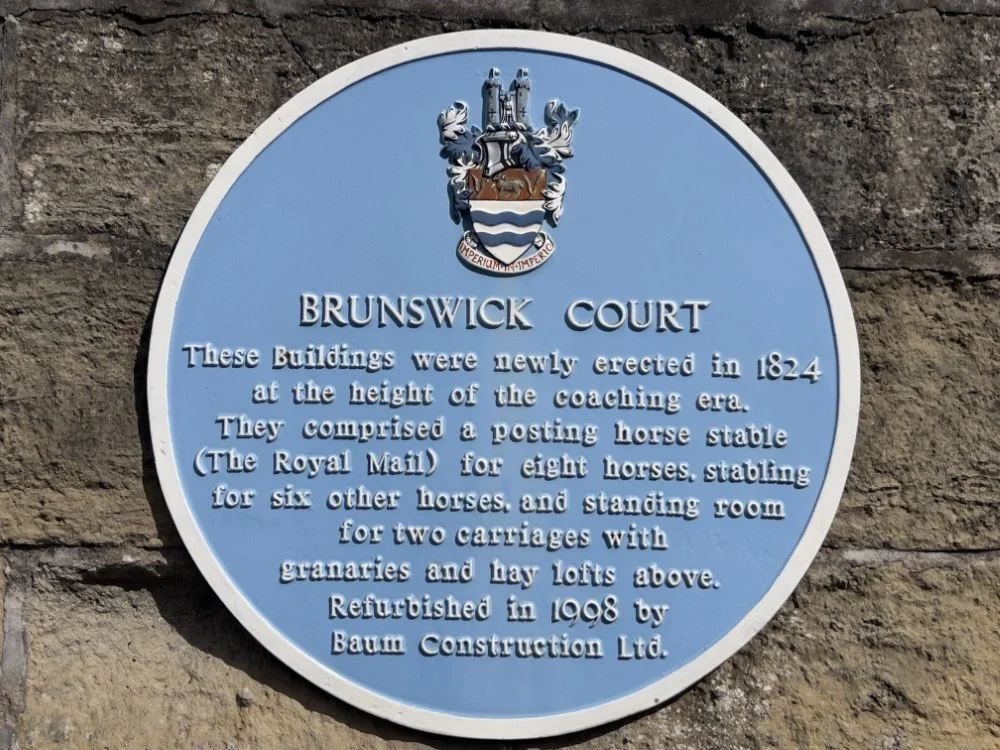 IMPERIUM-IN-IMPERIO
BRUNSWICK COURT
These Buildings were newly erected in 1824
at the height of the coaching era.
They comprised a posting horse stable
(The Royal Mail) for eight horses, stabling
for six other horses, and standing room
for two carriages with
granaries and hay lofts above.
Refurbished in 1998 by
Baum Construction Ltd.